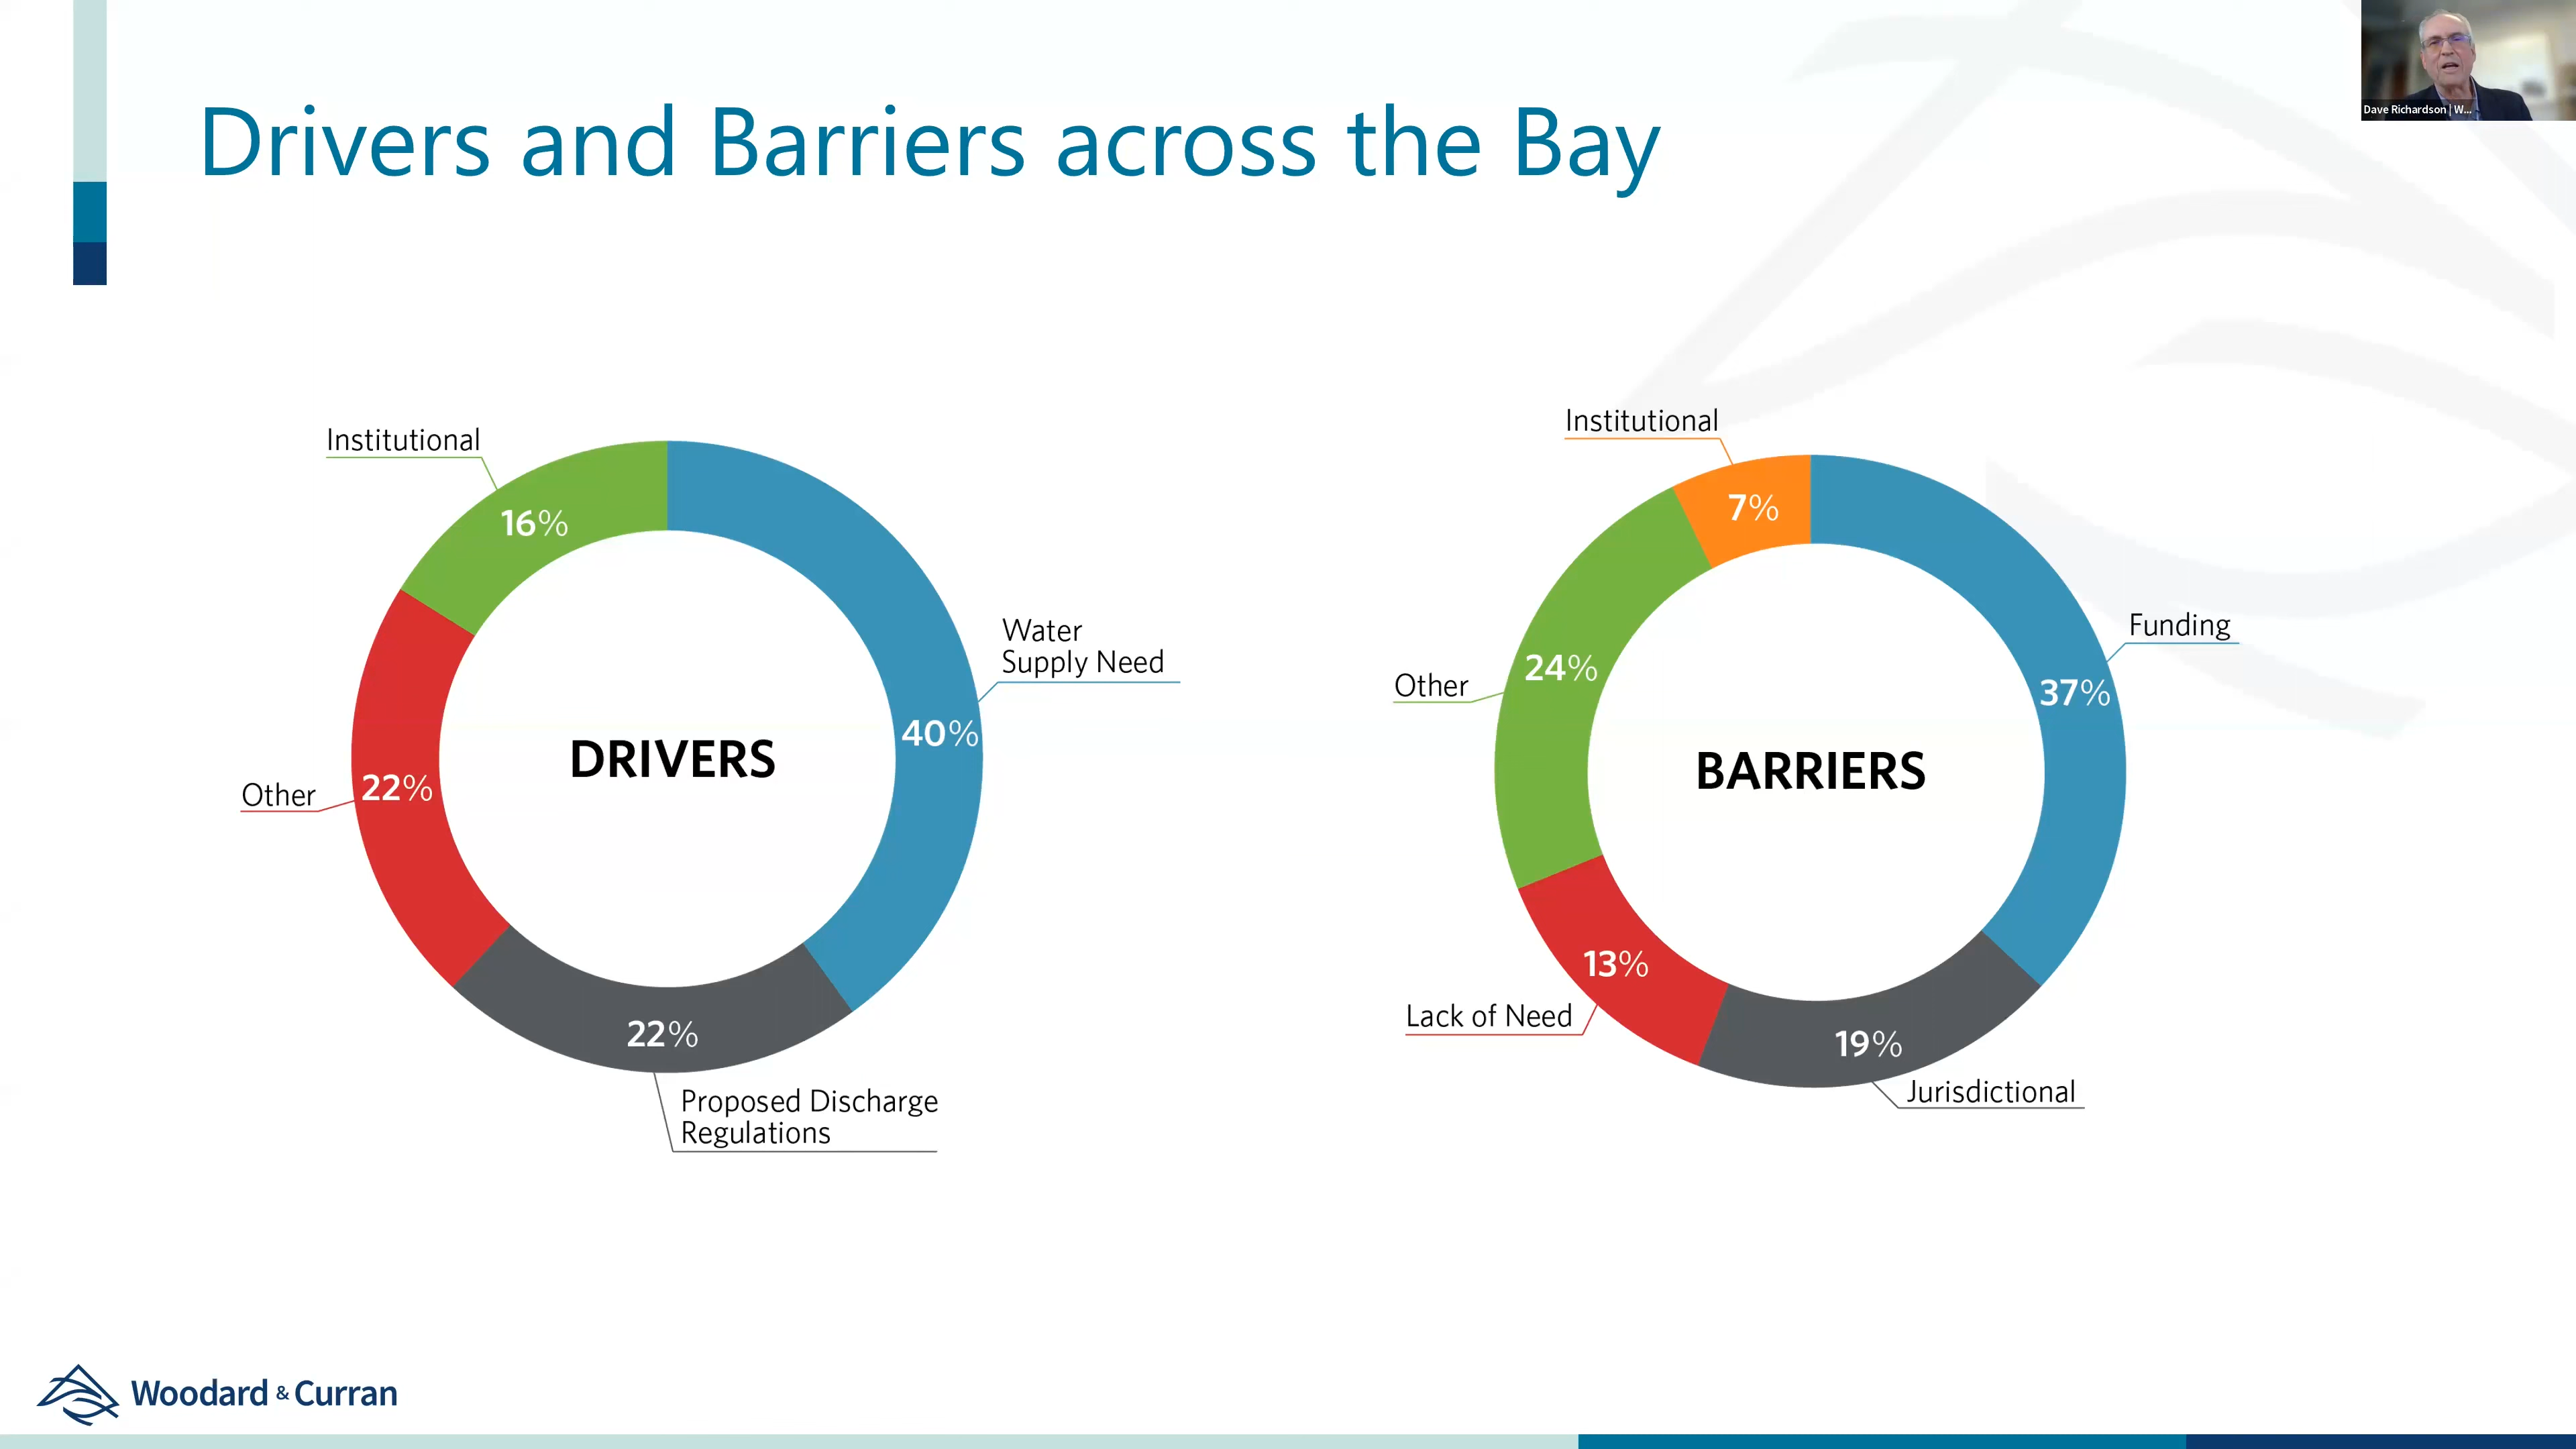 Dave Richardson | W...
Drivers and Barriers across the Bay
Institutional
16%
Water
Supply Need
40%
DRIVERS
Other
22%
22%
Proposed Discharge
Regulations
Institutional
7%
Funding
37%
Other
24%
BARRIERS
13%
Lack of Need
19%
Jurisdictional
Woodard & Curran